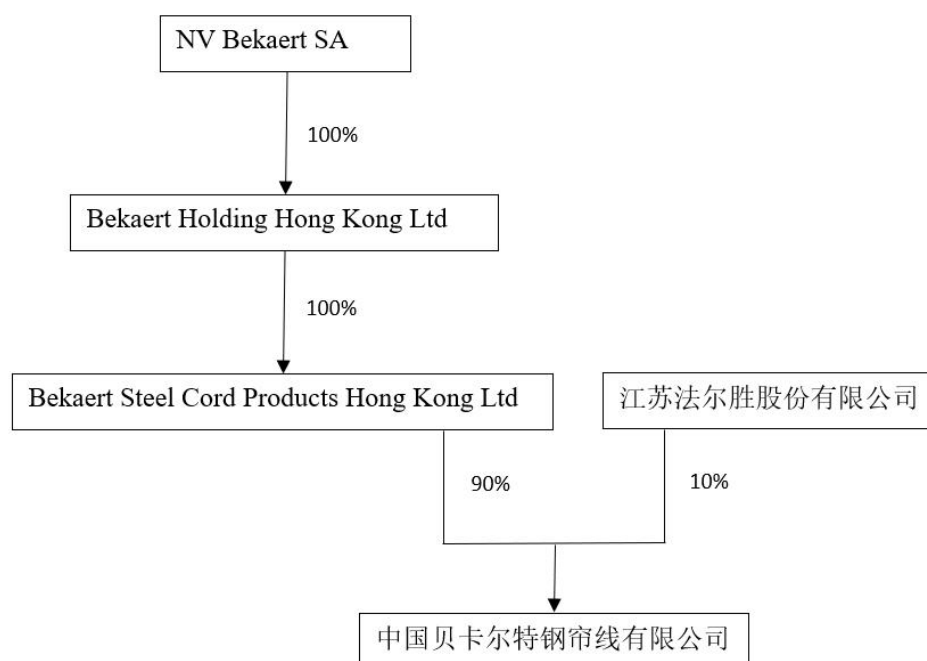 NV Bekaert SA
100%
Bekaert Holding Hong Kong Ltd
100%
Bekaert Steel Cord Products Hong Kong Ltd
江苏法尔胜股份有限公司
90%
10%
中国贝卡尔特钢帘线有限公司